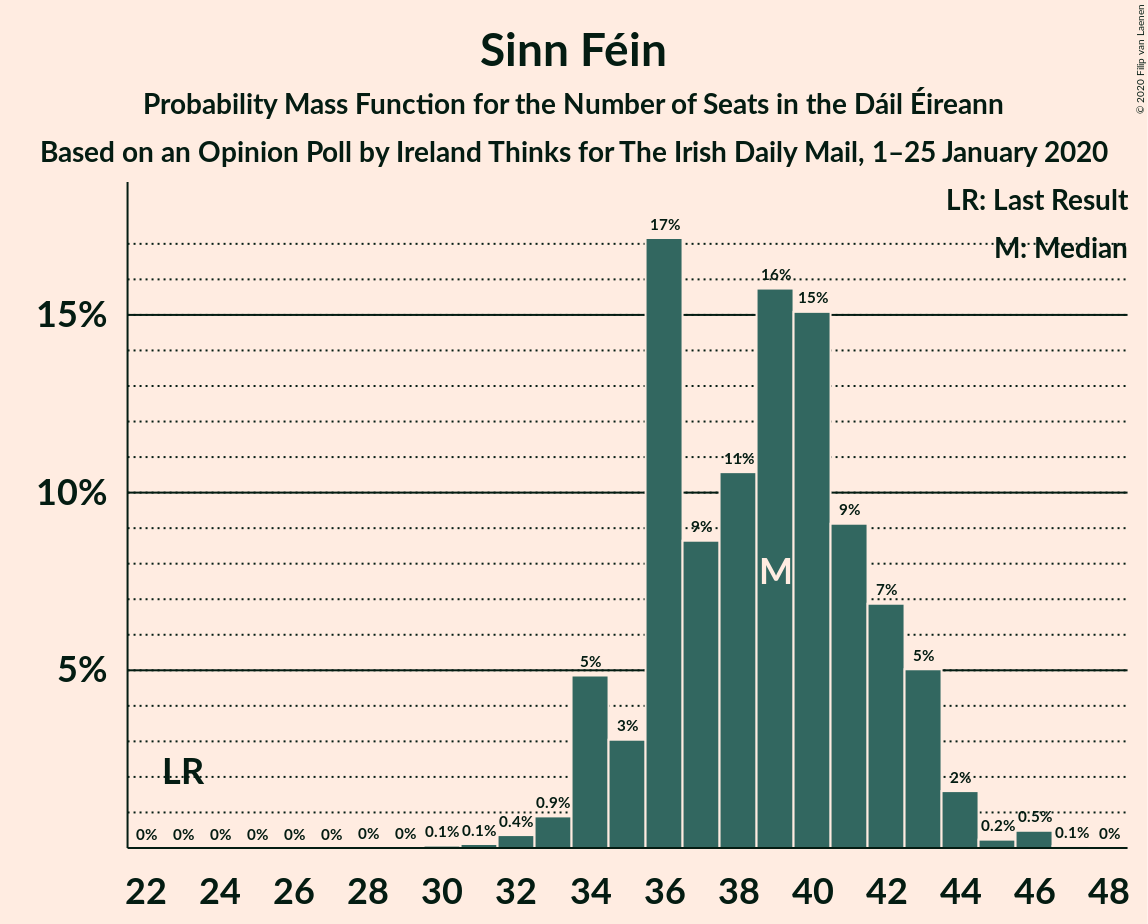 Sinn Féin
Probability Mass Function for the Number of Seats in the Dáil Éireann
Based on an Opinion Poll by Ireland Thinks for The Irish Daily Mail, 1–25 January 2020
© 2020 Filip van Laenen
LR: Last Result
M: Median
15%
10%
5%
17%
16%
15%
11%
9%
9%
7%
5%
5%
3%
2%
0.9%
0.4%
0.5%
0.2%
0% 0% 0% 0% 0% 0% 0% 0% 0.1% 0.1% 0.1% 0%
LR
M
22 24 26 28 30 32 34 36 38 40 42 44 46 48